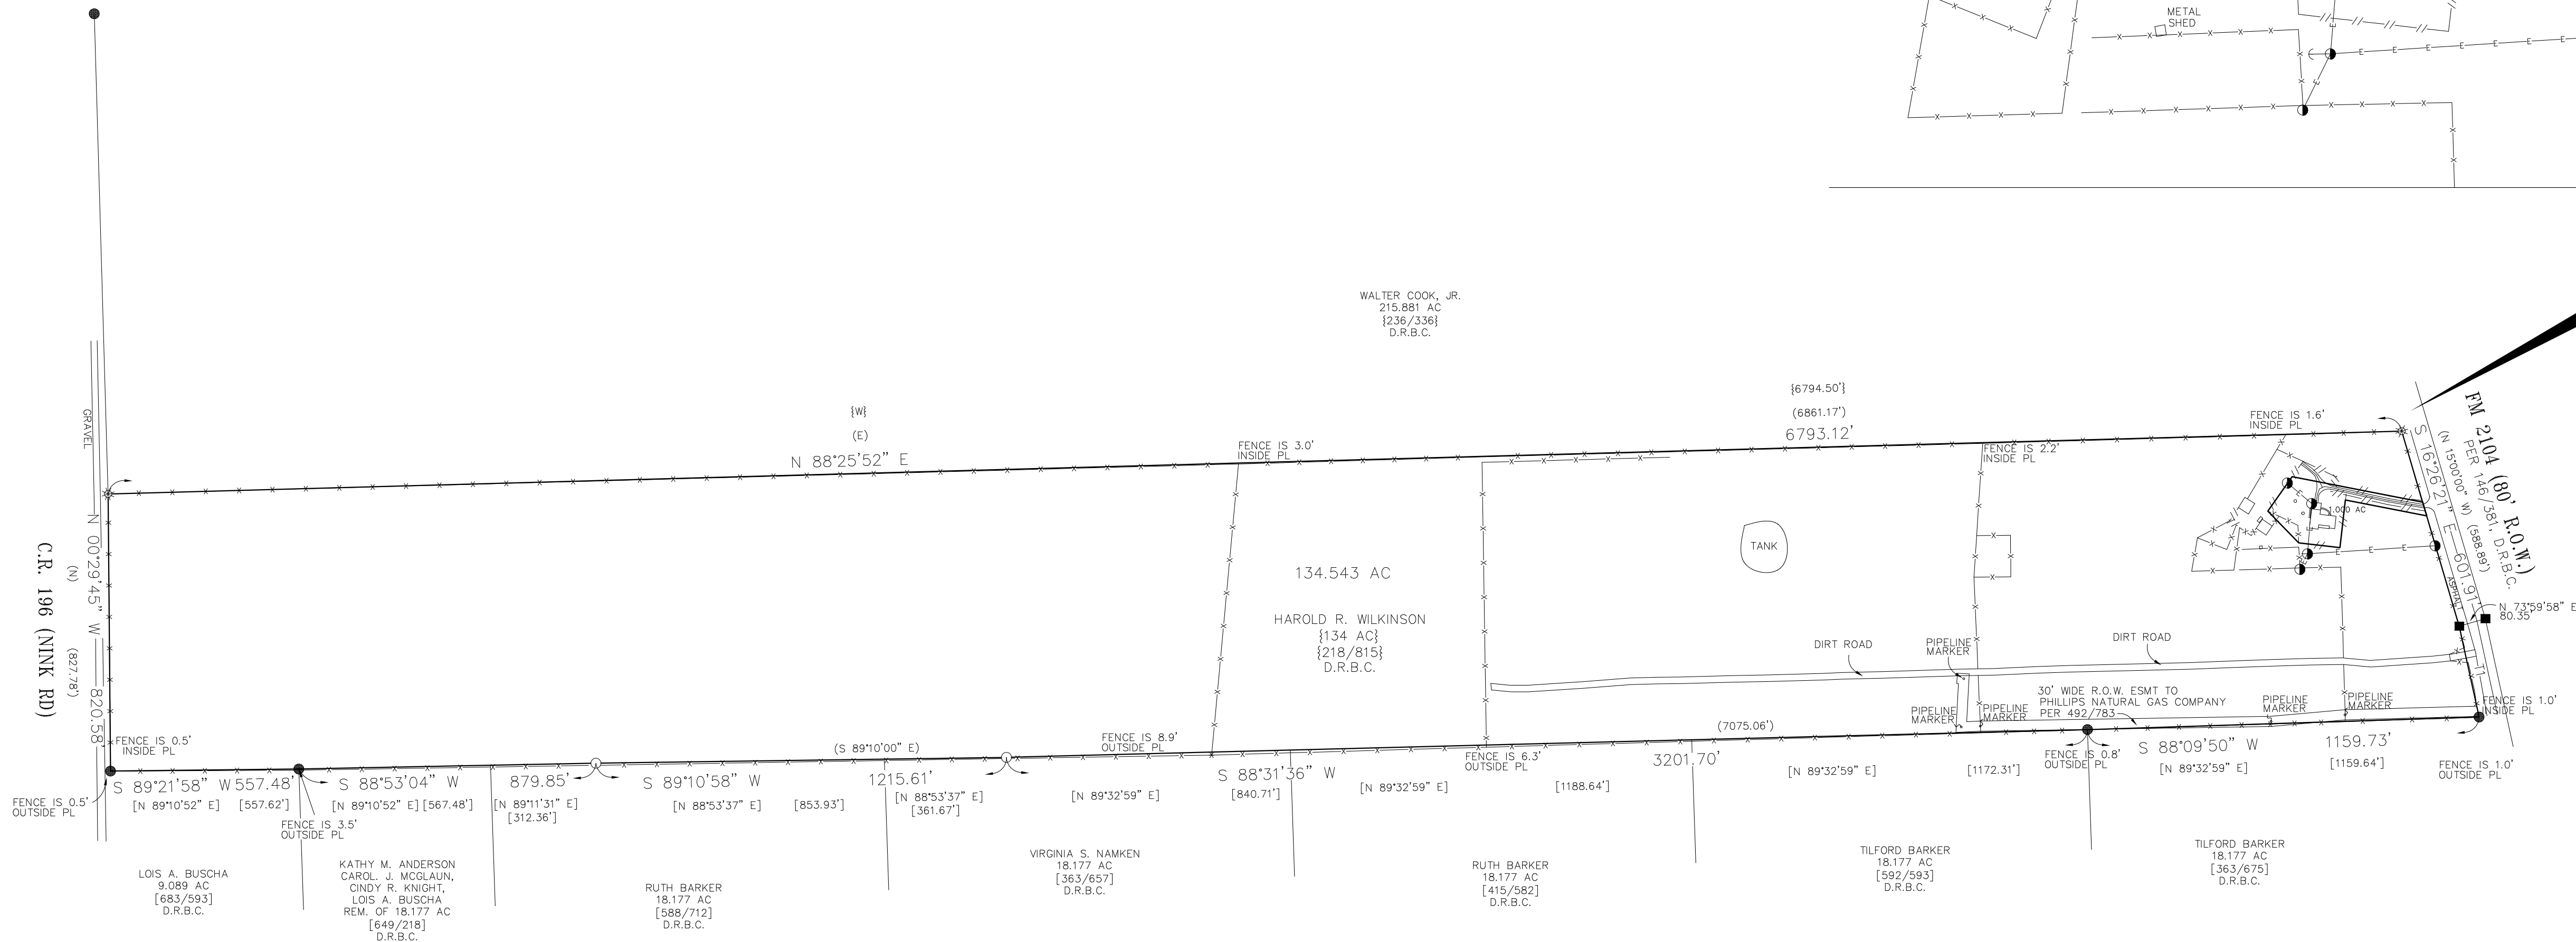 METAL
SHED
E
E
E
E
E
E
E
E
E
WALTER COOK, JR.
215.881 AC
{236/336}
D.R.B.C.
{6794.50'}
(6861.17')
6793.12'
{W}
(E)
N 88°25'52" E
FENCE IS 3.0'
INSIDE PL
FENCE IS 2.2'
INSIDE PL
FENCE IS 1.6'
INSIDE PL
GRAVEL
C.R. 196 (NINK RD)
(N)
(827.78')
N 00°29'45" W
820.58'
FM 2104 (80' R.O.W.)
PER 146/381, D.R.B.C.
(N 15°00'00" W) (588.89')
S 16°26'21" E
601.91'
ASPHALT
T1
N 73°59'58" E
80.35'
1.000 AC
TANK
134.543 AC
HAROLD R. WILKINSON
{134 AC}
{218/815}
D.R.B.C.
DIRT ROAD
PIPELINE
MARKER
DIRT ROAD
30' WIDE R.O.W. ESMT TO
PHILLIPS NATURAL GAS COMPANY
PER 492/783
PIPELINE
MARKER
PIPELINE
MARKER
PIPELINE
MARKER
PIPELINE
MARKER
FENCE IS 1.0'
INSIDE PL
FENCE IS 1.0'
OUTSIDE PL
FENCE IS 0.5'
INSIDE PL
FENCE IS 0.5'
OUTSIDE PL
FENCE IS 3.5'
OUTSIDE PL
FENCE IS 8.9'
OUTSIDE PL
FENCE IS 6.3'
OUTSIDE PL
FENCE IS 0.8'
OUTSIDE PL
(S 89°10'00" E)
(7075.06')
S 89°21'58" W 557.48'
S 88°53'04" W
879.85'
S 89°10'58" W
1215.61'
S 88°31'36" W
3201.70'
S 88°09'50" W
1159.73'
[N 89°10'52" E]
[557.62']
[N 89°10'52" E]
[567.48']
[N 89°11'31" E]
[312.36']
[N 88°53'37" E]
[853.93']
[N 88°53'37" E]
[361.67']
[N 89°32'59" E]
[840.71']
[N 89°32'59" E]
[1188.64']
[N 89°32'59" E]
[1172.31']
[N 89°32'59" E]
[1159.64']
LOIS A. BUSCHA
9.089 AC
[683/593]
D.R.B.C.
KATHY M. ANDERSON
CAROL. J. MCGLAUN,
CINDY R. KNIGHT,
LOIS A. BUSCHA
REM. OF 18.177 AC
[649/218]
D.R.B.C.
RUTH BARKER
18.177 AC
[588/712]
D.R.B.C.
VIRGINIA S. NAMKEN
18.177 AC
[363/657]
D.R.B.C.
RUTH BARKER
18.177 AC
[415/582]
D.R.B.C.
TILFORD BARKER
18.177 AC
[592/593]
D.R.B.C.
TILFORD BARKER
18.177 AC
[363/675]
D.R.B.C.